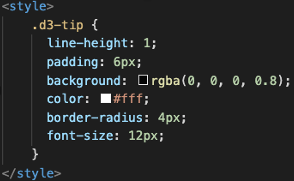 <style>
.d3-tip {
line-height: 1;
padding: 6px;
background: rgba(0, 0, 0, 0.8);
color: #fff;
border-radius: 4px;
font-size: 12px;
}
</style>